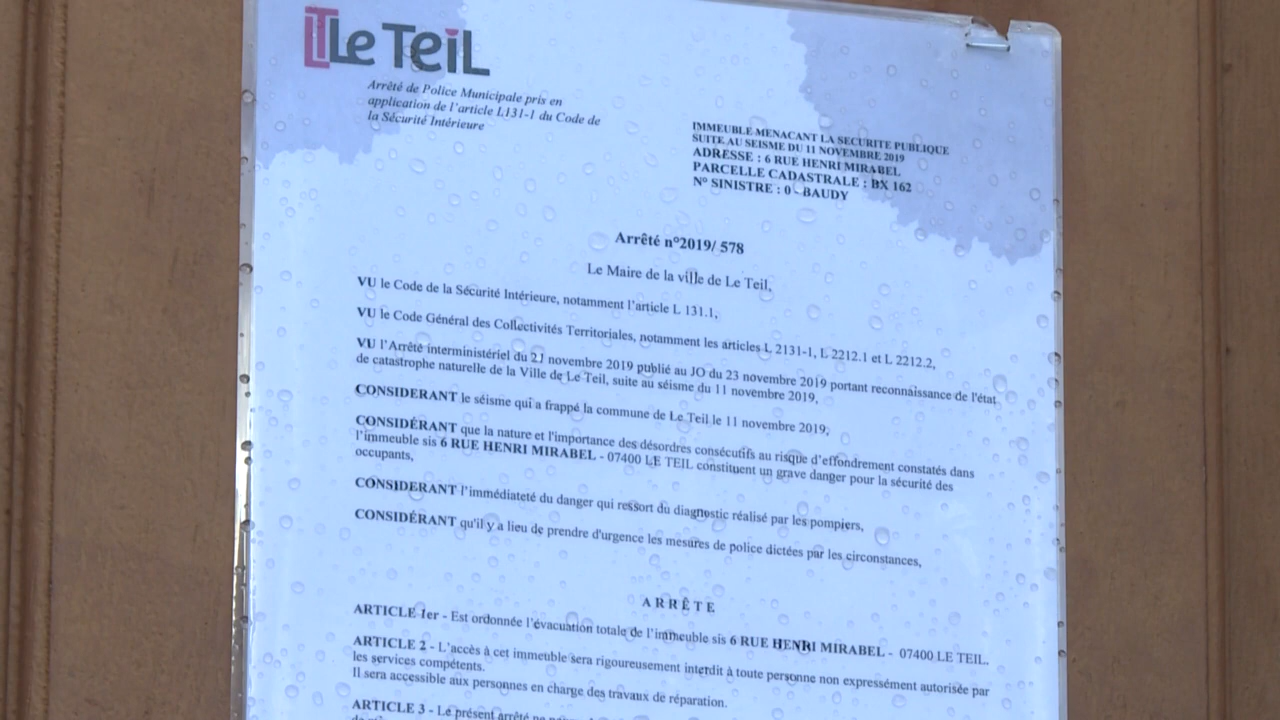 LT Le Teil
Arrêté de Police Municipale pris en
application de l'article L131-1 du Code de
la Sécurité Intérieure
IMMEUBLE MENACANT LA SECURITE PUBLIQUE
SUITE AU SEISME DU 11 NOVEMBRE 2019
ADRESSE : 6 RUE HENRI MIRABEL
PARCELLE CADASTRALE : BX 162
N° SINISTRE : 0 - BAUDY
Arrêté n°2019/ 578
Le Maire de la ville de Le Teil,
VU le Code de la Sécurité Intérieure, notamment l'article L 131.1,
VU le Code Général des Collectivités Territoriales, notamment les articles L 2131-1, L 2212.1 et L 2212.2,
VU l'Arrêté interministériel du 21 novembre 2019 publié au JO du 23 novembre 2019 portant reconnaissance de l'état
de catastrophe naturelle de la Ville de Le Teil, suite au séisme du 11 novembre 2019,
CONSIDERANT le séisme qui a frappé la commune de Le Teil le 11 novembre 2019,
CONSIDÉRANT que la nature et l'importance des désordres consécutifs au risque d'effondrement constatés dans
l'immeuble sis 6 RUE HENRI MIRABEL - 07400 LE TEIL constituent un grave danger pour la sécurité des
occupants,
CONSIDERANT l'immédiateté du danger qui ressort du diagnostic réalisé par les pompiers,
CONSIDÉRANT qu'il y a lieu de prendre d'urgence les mesures de police dictées par les circonstances,
ARRÊTE
ARTICLE 1er - Est ordonnée l'évacuation totale de l'immeuble sis 6 RUE HENRI MIRABEL - 07400 LE TEIL.
ARTICLE 2 - L'accès à cet immeuble sera rigoureusement interdit à toute personne non expressément autorisée par
les services compétents.
Il sera accessible aux personnes en charge des travaux de réparation.
ARTICLE 3 - Le présent arrêté ne